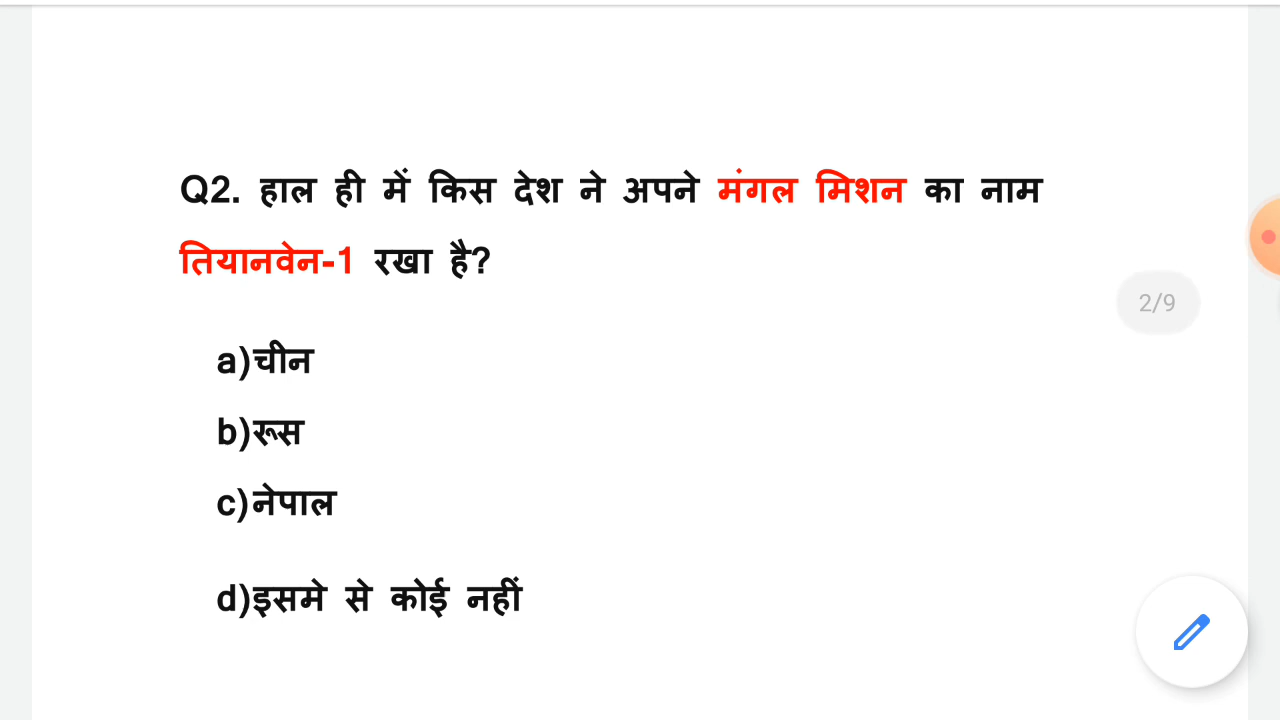 Q2. हाल ही में किस देश ने अपने मंगल मिशन का नाम
तियानवेन-1 रखा है?
2/9
a)चीन
b)रूस
c)नेपाल
d)इसमे से कोई नहीं